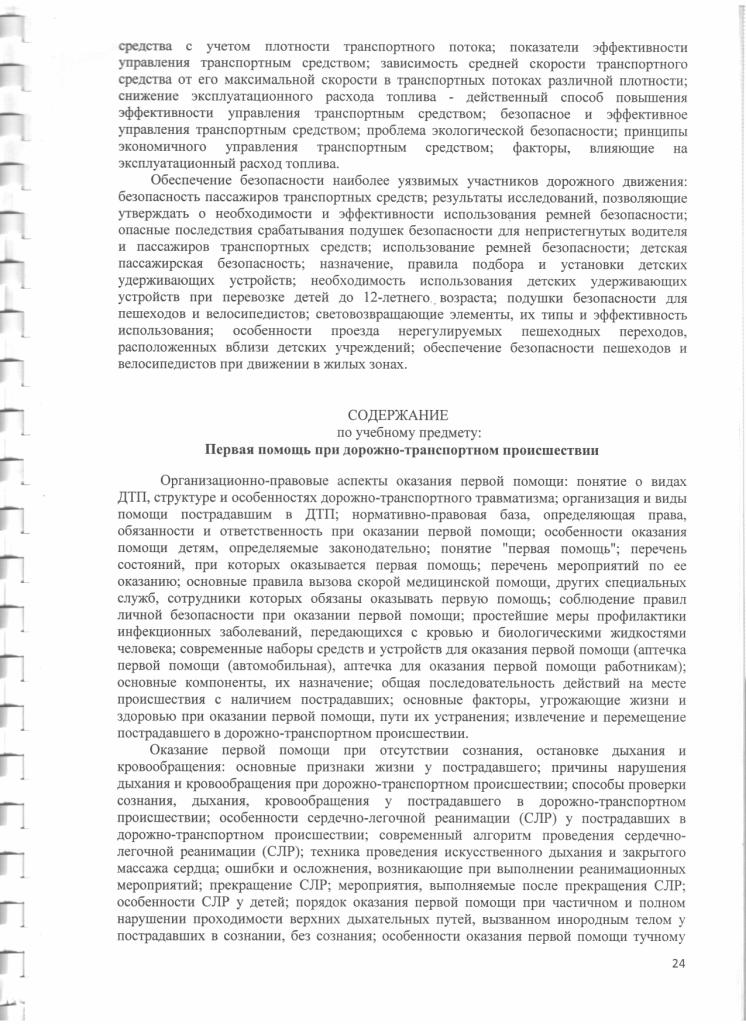 средства с учетом плотности транспортного потока; показатели эффективности
управления транспортным средством; зависимость средней скорости транспортного
средства от его максимальной скорости в транспортных потоках различной плотности;
снижение эксплуатационного расхода топлива - действенный способ повышения
эффективности управления транспортным средством; безопасное и эффективное
управления транспортным средством; проблема экологической безопасности; принципы
экономичного управления транспортным средством; факторы, влияющие на
эксплуатационный расход топлива.
Обеспечение безопасности наиболее уязвимых участников дорожного движения:
безопасность пассажиров транспортных средств; результаты исследований, позволяющие
утверждать о необходимости и эффективности использования ремней безопасности;
опасные последствия срабатывания подушек безопасности для непристегнутых водителя
и пассажиров транспортных средств; использование ремней безопасности; детская
пассажирская безопасность; назначение, правила подбора и установки детских
удерживающих устройств; необходимость использования детских удерживающих
устройств при перевозке детей до 12-летнего возраста; подушки безопасности для
пешеходов и велосипедистов; световозвращающие элементы, их типы и эффективность
использования; особенности проезда нерегулируемых пешеходных переходов,
расположенных вблизи детских учреждений; обеспечение безопасности пешеходов и
велосипедистов при движении в жилых зонах.
СОДЕРЖАНИЕ
по учебному предмету:
Первая помощь при дорожно-транспортном происшествии
Организационно-правовые аспекты оказания первой помощи: понятие о видах
ДТП, структуре и особенностях дорожно-транспортного травматизма; организация и виды
помощи пострадавшим в ДТП; нормативно-правовая база, определяющая права,
обязанности и ответственность при оказании первой помощи; особенности оказания
помощи детям, определяемые законодательно; понятие "первая помощь"; перечень
состояний, при которых оказывается первая помощь; перечень мероприятий по ее
оказанию; основные правила вызова скорой медицинской помощи, других специальных
служб, сотрудники которых обязаны оказывать первую помощь; соблюдение правил
личной безопасности при оказании первой помощи; простейшие меры профилактики
инфекционных заболеваний, передающихся с кровью и биологическими жидкостями
человека; современные наборы средств и устройств для оказания первой помощи (аптечка
первой помощи (автомобильная), аптечка для оказания первой помощи работникам);
основные компоненты, их назначение; общая последовательность действий на месте
происшествия с наличием пострадавших; основные факторы, угрожающие жизни и
здоровью при оказании первой помощи, пути их устранения; извлечение и перемещение
пострадавшего в дорожно-транспортном происшествии.
Оказание первой помощи при отсутствии сознания, остановке дыхания и
кровообращения: основные признаки жизни у пострадавшего; причины нарушения
дыхания и кровообращения при дорожно-транспортном происшествии; способы проверки
сознания, дыхания, кровообращения у пострадавшего в дорожно-транспортном
происшествии; особенности сердечно-легочной реанимации (СЛР) у пострадавших в
дорожно-транспортном происшествии; современный алгоритм проведения сердечно-
легочной реанимации (СЛР); техника проведения искусственного дыхания и закрытого
массажа сердца; ошибки и осложнения, возникающие при выполнении реанимационных
мероприятий; прекращение СЛР; мероприятия, выполняемые после прекращения СЛР;
особенности СЛР у детей; порядок оказания первой помощи при частичном и полном
нарушении проходимости верхних дыхательных путей, вызванном инородным телом у
пострадавших в сознании, без сознания; особенности оказания первой помощи тучному
24